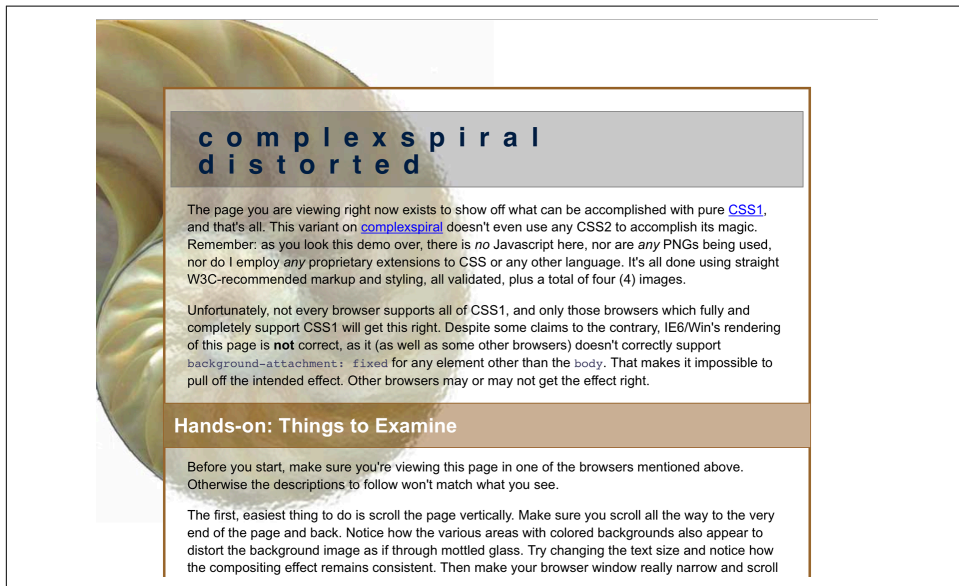 complexspiral
distorted
The page you are viewing right now exists to show off what can be accomplished with pure CSS1,
and that's all. This variant on complexspiral doesn't even use any CSS2 to accomplish its magic.
Remember: as you look this demo over, there is no Javascript here, nor are any PNGs being used,
nor do I employ any proprietary extensions to CSS or any other language. It's all done using straight
W3C-recommended markup and styling, all validated, plus a total of four (4) images.
Unfortunately, not every browser supports all of CSS1, and only those browsers which fully and
completely support CSS1 will get this right. Despite some claims to the contrary, IE6/Win's rendering
of this page is not correct, as it (as well as some other browsers) doesn't correctly support
background-attachment: fixed for any element other than the body. That makes it impossible to
pull off the intended effect. Other browsers may or may not get the effect right.
Hands-on: Things to Examine
Before you start, make sure you're viewing this page in one of the browsers mentioned above.
Otherwise the descriptions to follow won't match what you see.
The first, easiest thing to do is scroll the page vertically. Make sure you scroll all the way to the very
end of the page and back. Notice how the various areas with colored backgrounds also appear to
distort the background image as if through mottled glass. Try changing the text size and notice how
the compositing effect remains consistent. Then make your browser window really narrow and scroll